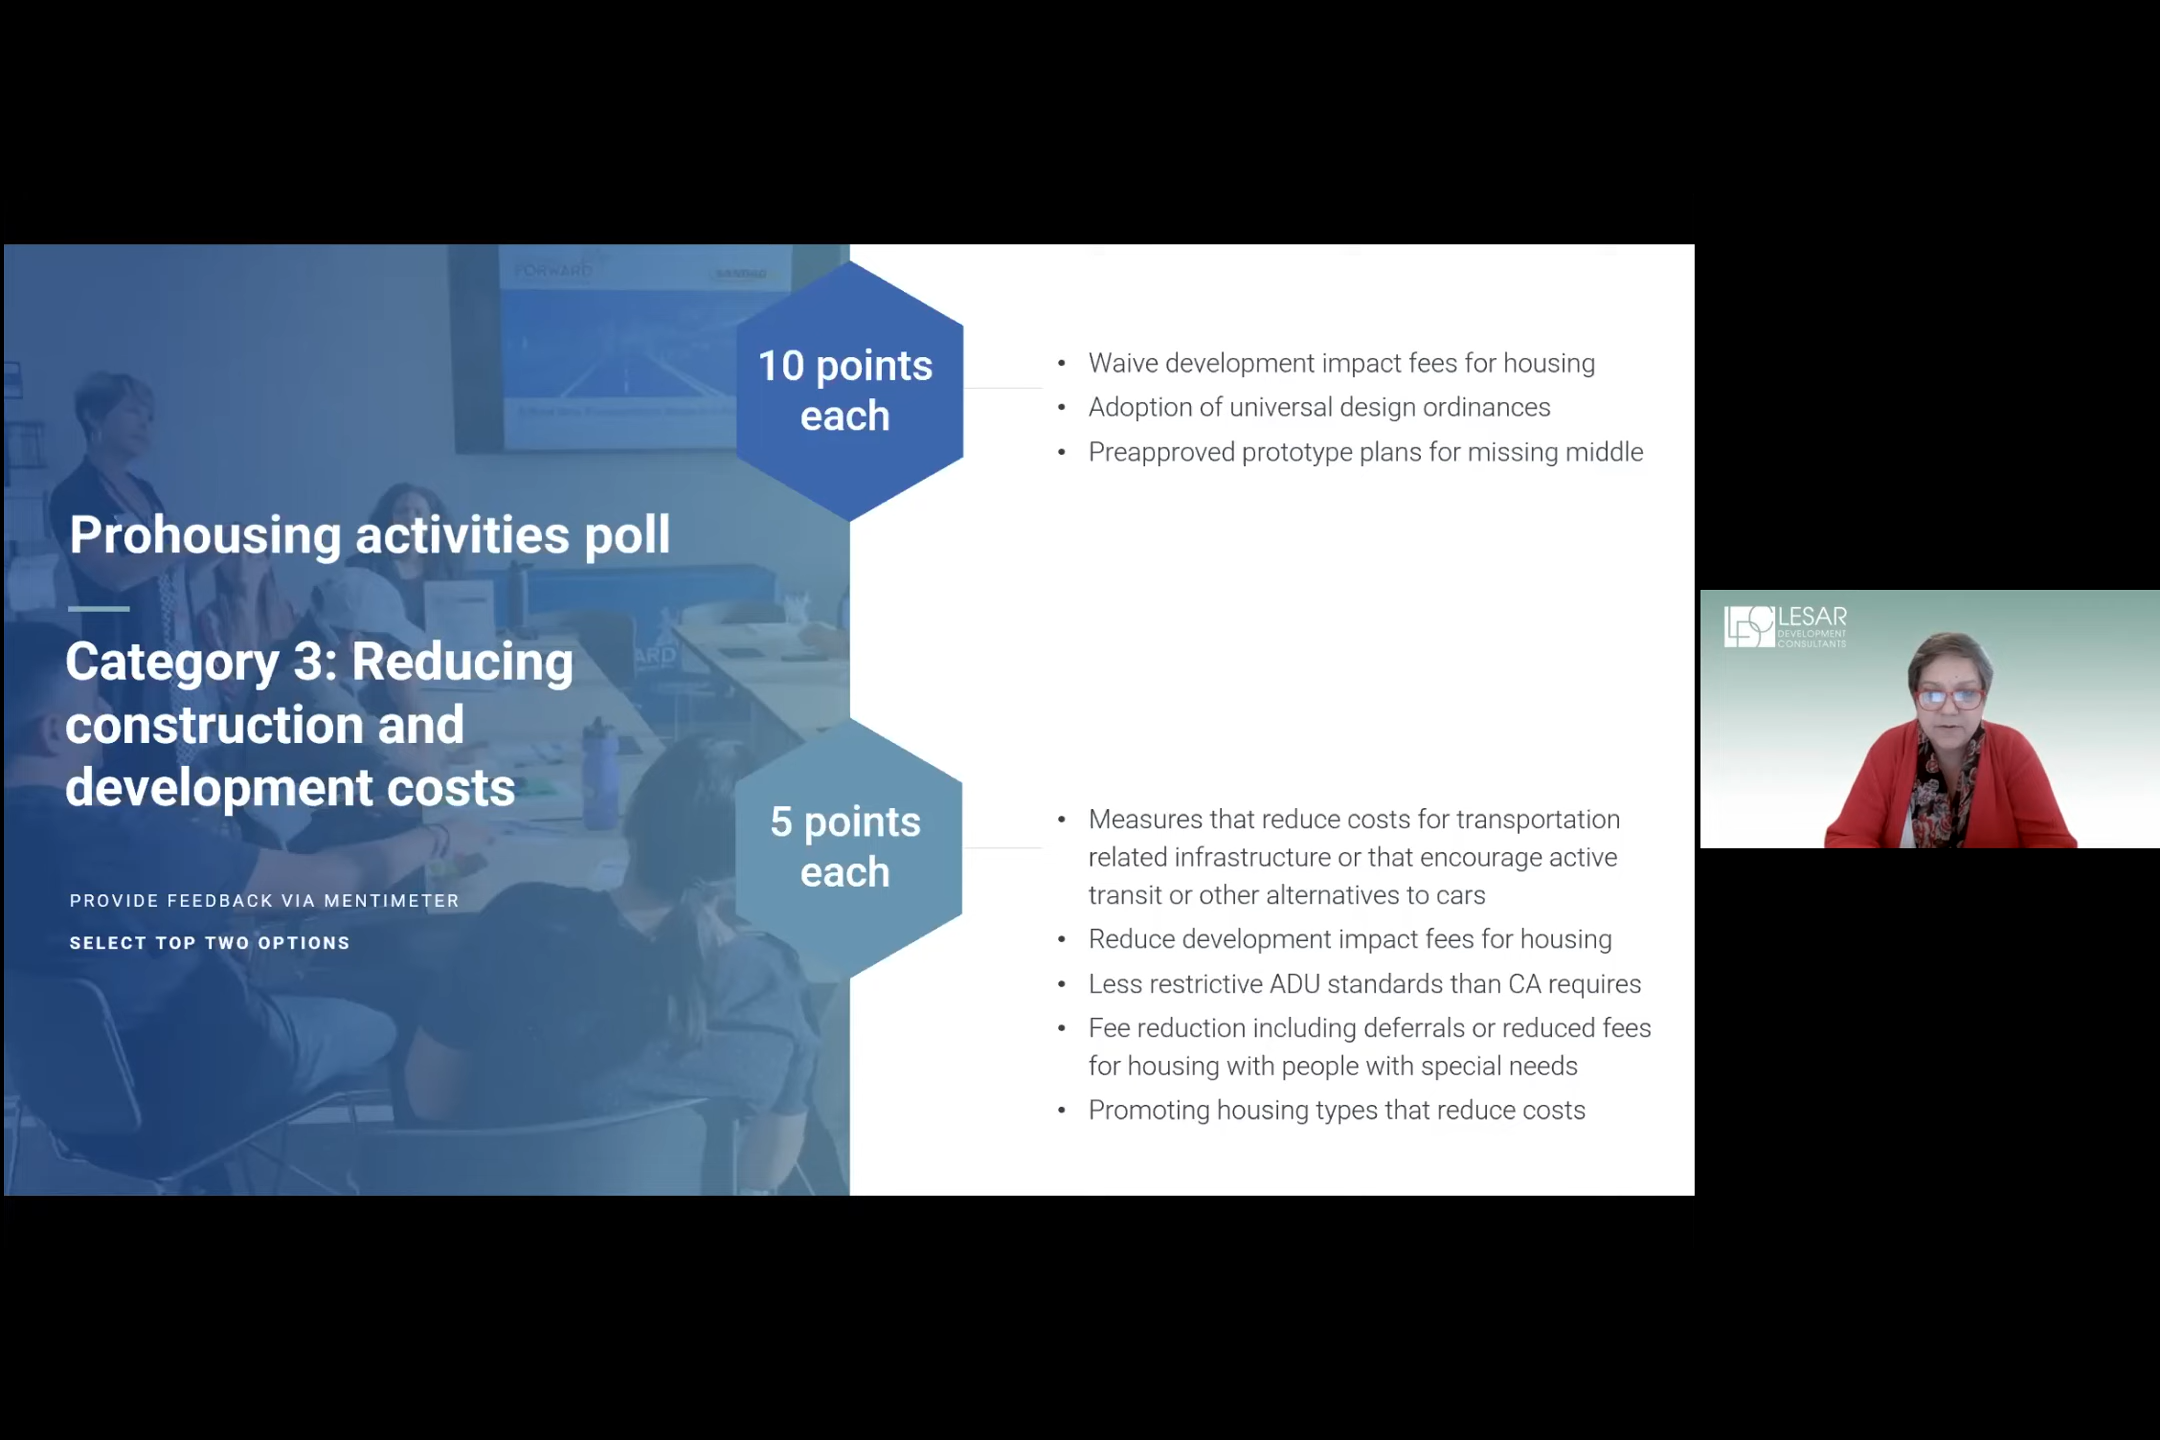 FORWARD
SANDAG
10 points
each
• Waive development impact fees for housing
• Adoption of universal design ordinances
• Preapproved prototype plans for missing middle
Prohousing activities poll
Category 3: Reducing
construction and
development costs
PROVIDE FEEDBACK VIA MENTIMETER
SELECT TOP TWO OPTIONS
5 points
each
• Measures that reduce costs for transportation
related infrastructure or that encourage active
transit or other alternatives to cars
• Reduce development impact fees for housing
• Less restrictive ADU standards than CA requires
• Fee reduction including deferrals or reduced fees
for housing with people with special needs
• Promoting housing types that reduce costs
LDC
LESAR
DEVELOPMENT
CONSULTANTS